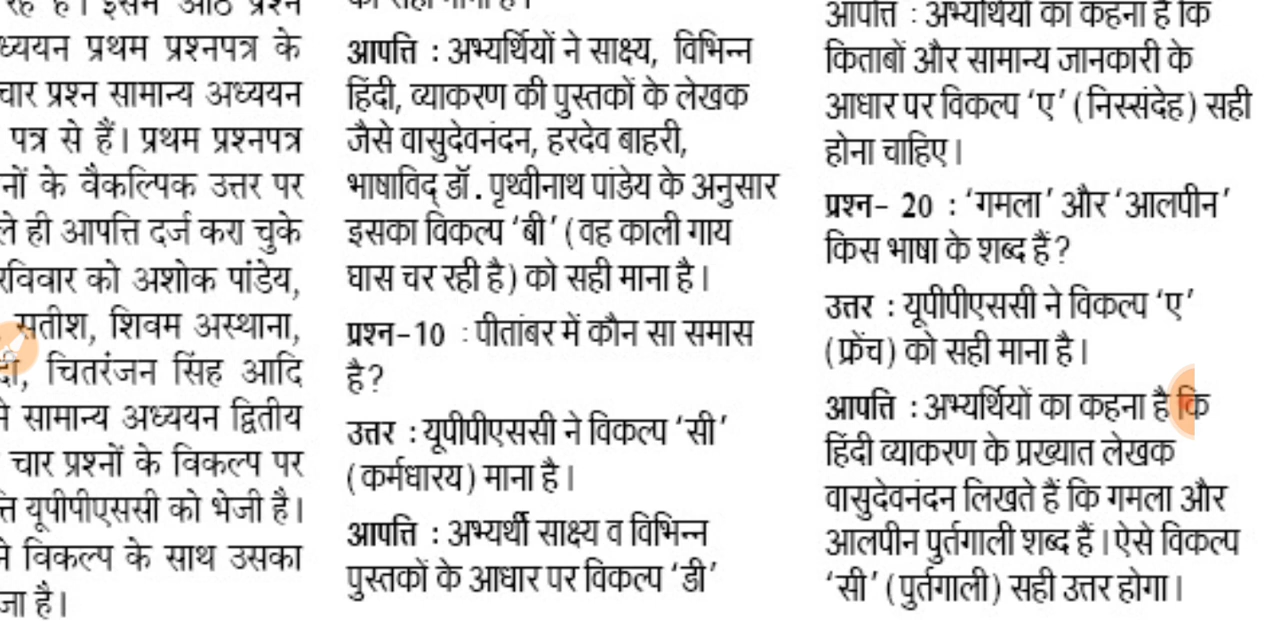 रहे हैं। इसमें आठ प्रश्न
ध्ययन प्रथम प्रश्नपत्र के
चार प्रश्न सामान्य अध्ययन
पत्र से हैं। प्रथम प्रश्नपत्र
नों के वैकल्पिक उत्तर पर
ले ही आपत्ति दर्ज करा चुके
रविवार को अशोक पांडेय,
सतीश, शिवम अस्थाना,
दी, चितरंजन सिंह आदि
ने सामान्य अध्ययन द्वितीय
चार प्रश्नों के विकल्प पर
त्ति यूपीपीएससी को भेजी है।
ने विकल्प के साथ उसका
जा है।
को सही माना है।
आपत्ति : अभ्यर्थियों ने साक्ष्य, विभिन्न
हिंदी, व्याकरण की पुस्तकों के लेखक
जैसे वासुदेवनंदन, हरदेव बाहरी,
भाषाविद् डॉ. पृथ्वीनाथ पांडेय के अनुसार
इसका विकल्प ‘बी’ (वह काली गाय
घास चर रही है) को सही माना है।
प्रश्न-10 : पीतांबर में कौन सा समास
है?
उत्तर : यूपीपीएससी ने विकल्प ‘सी’
(कर्मधारय) माना है।
आपत्ति : अभ्यर्थी साक्ष्य व विभिन्न
पुस्तकों के आधार पर विकल्प ‘डी’
आपत्ति : अभ्यर्थियों का कहना है कि
किताबों और सामान्य जानकारी के
आधार पर विकल्प ‘ए’ (निस्संदेह) सही
होना चाहिए।
प्रश्न- 20 : ‘गमला’ और ‘आलपीन’
किस भाषा के शब्द हैं?
उत्तर : यूपीपीएससी ने विकल्प ‘ए’
(फ्रेंच) को सही माना है।
आपत्ति : अभ्यर्थियों का कहना है कि
हिंदी व्याकरण के प्रख्यात लेखक
वासुदेवनंदन लिखते हैं कि गमला और
आलपीन पुर्तगाली शब्द हैं। ऐसे विकल्प
‘सी’ (पुर्तगाली) सही उत्तर होगा।